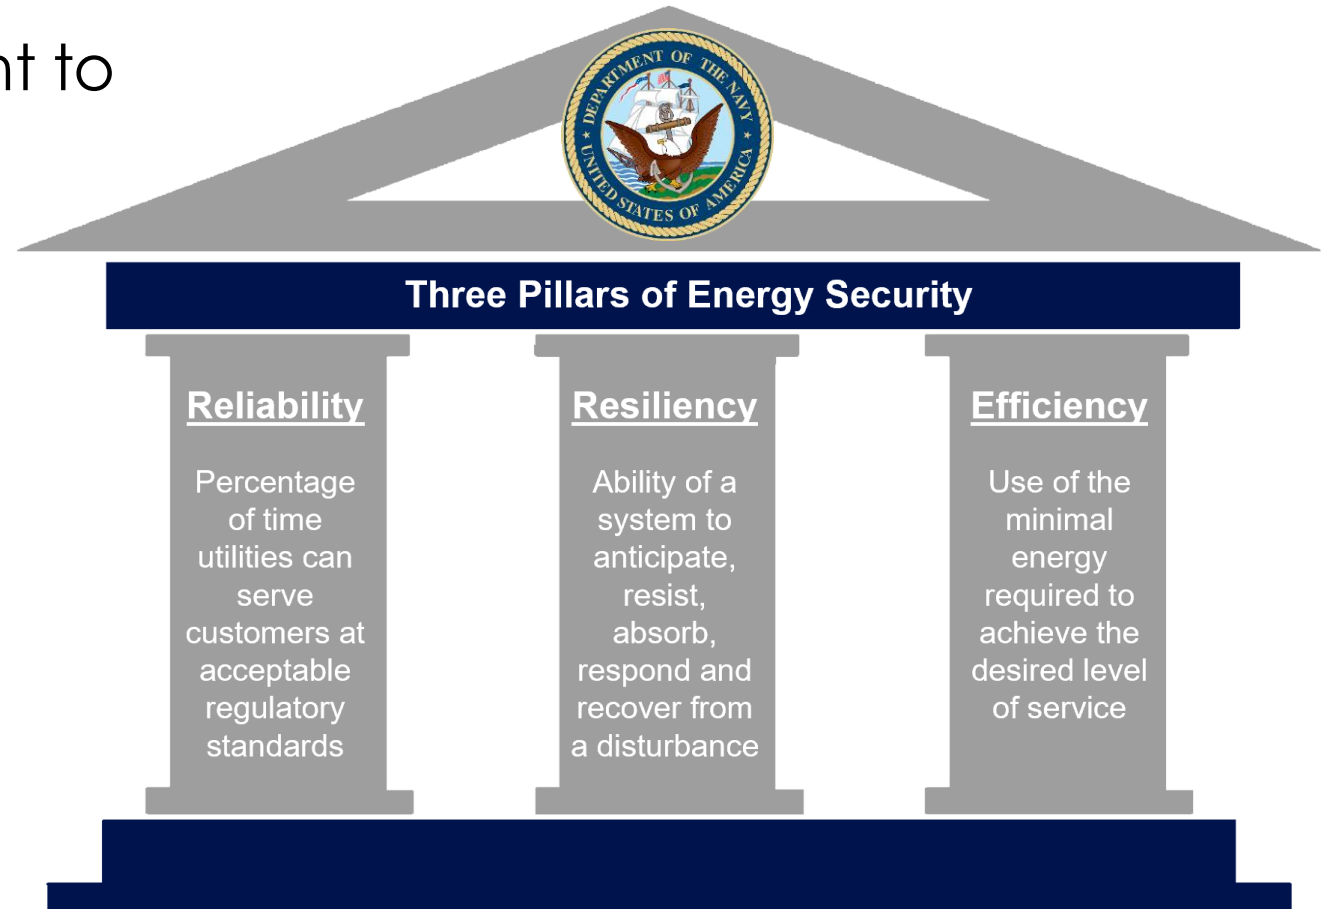 nt to
DEPARTMENT OF THE NAVY
UNITED STATES OF AMERICA
Three Pillars of Energy Security
Reliability
Percentage
of time
utilities can
serve
customers at
acceptable
regulatory
standards
Resiliency
Ability of a
system to
anticipate,
resist,
absorb,
respond and
recover from
a disturbance
Efficiency
Use of the
minimal
energy
required to
achieve the
desired level
of service